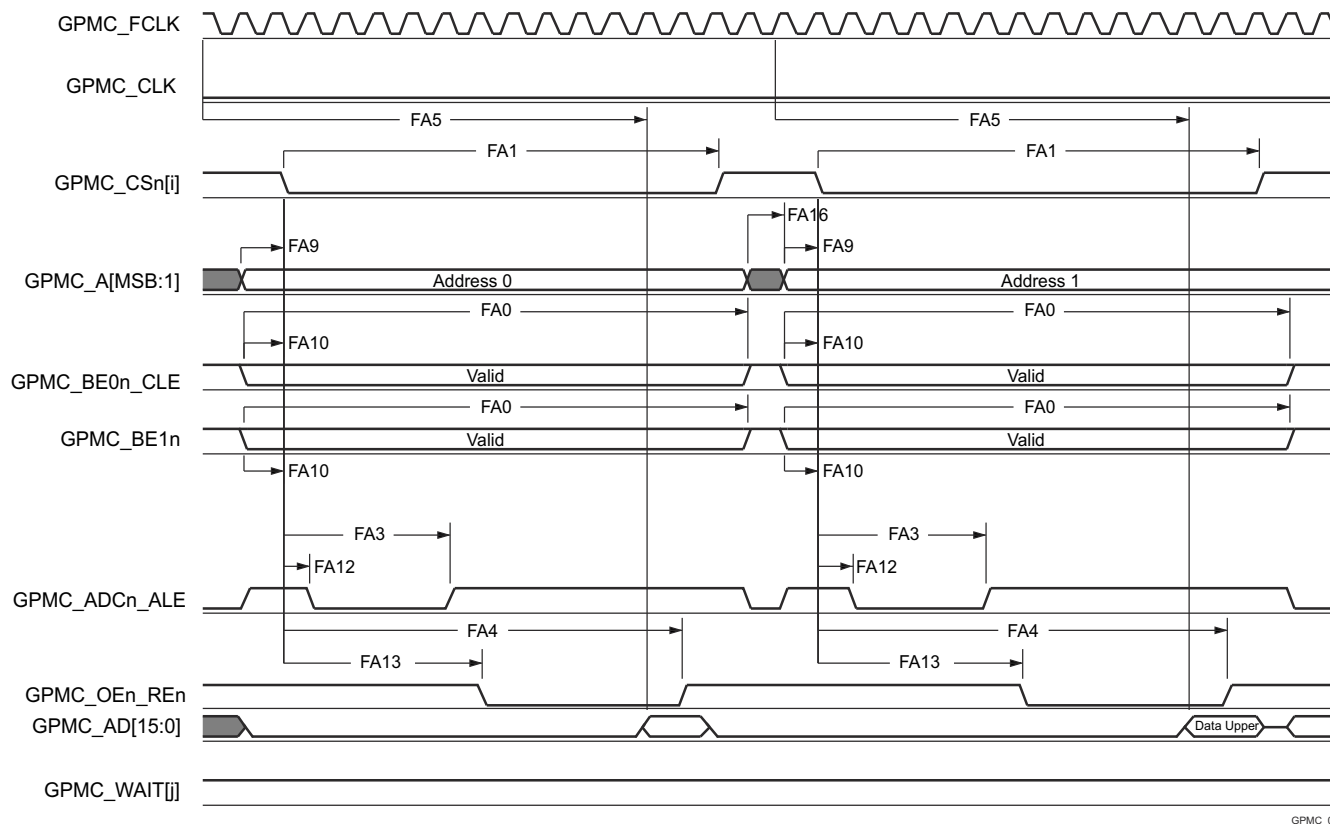 GPMC_FCLK
GPMC_CLK
FA5 FA5
FA1 FA1
GPMC_CSn[i]
FA16
FA9 FA9
GPMC_A[MSB:1] Address 0 Address 1
FA0 FA0
FA10 FA10
GPMC_BE0n_CLE Valid Valid
FA0 FA0
GPMC_BE1n Valid Valid
FA10 FA10
FA3 FA3
FA12 FA12
GPMC_ADCn_ALE
FA4 FA4
FA13 FA13
GPMC_OEn_REn
GPMC_AD[15:0] Data Upper
GPMC_WAIT[j]